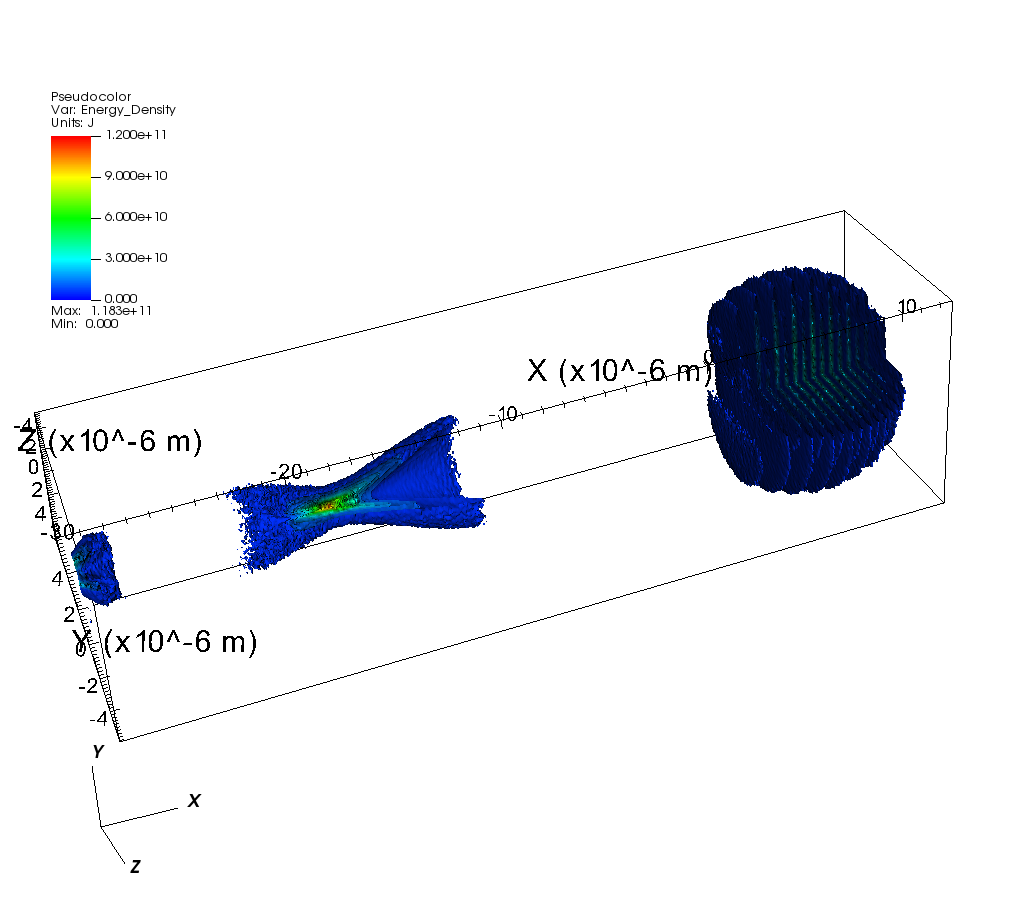 Pseudocolor
Var: Energy_Density
Units: J
1.200e+11
9.000e+10
6.000e+10
3.000e+10
0.000
Max: 1.183e+11
Min: 0.000
10
0
X (x10^-6 m)
-10
-20
-30
-4
-2
0
2
4
Z (x10^-6 m)
4
2
0
-2
-4
Y (x10^-6 m)
Y
X
Z